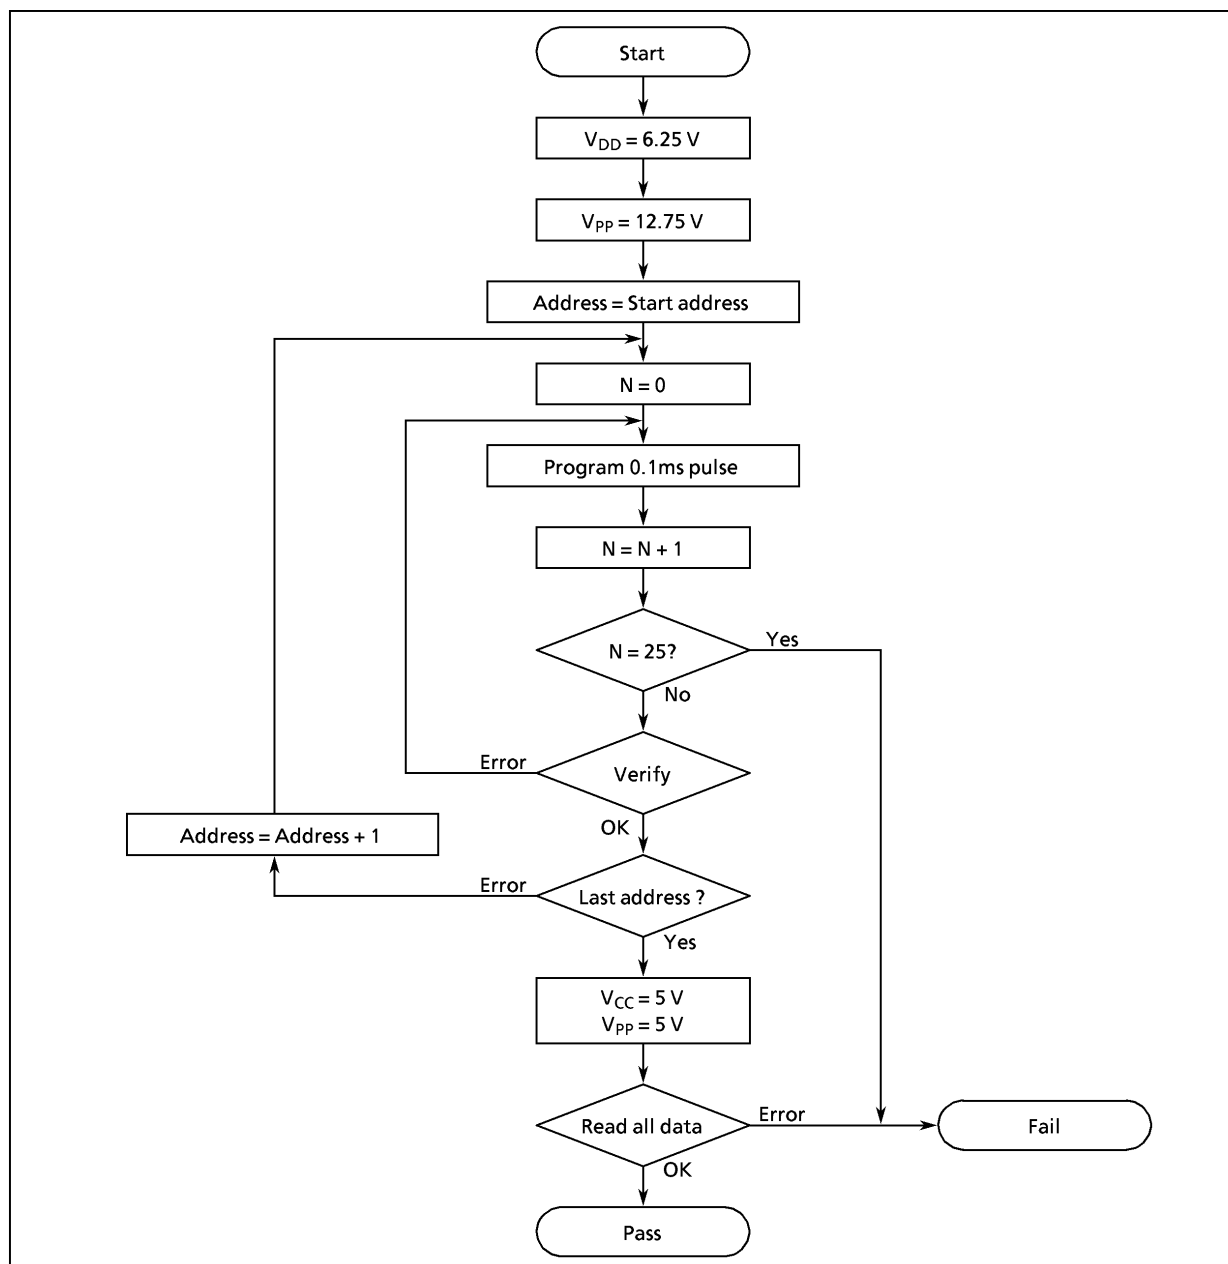 Start
V_DD = 6.25 V
V_PP = 12.75 V
Address = Start address
N = 0
Program 0.1ms pulse
N = N + 1
N = 25?
Yes
No
Verify
Error
OK
Address = Address + 1
Last address ?
Error
Yes
V_CC = 5 V
V_PP = 5 V
Read all data
Error
Fail
OK
Pass